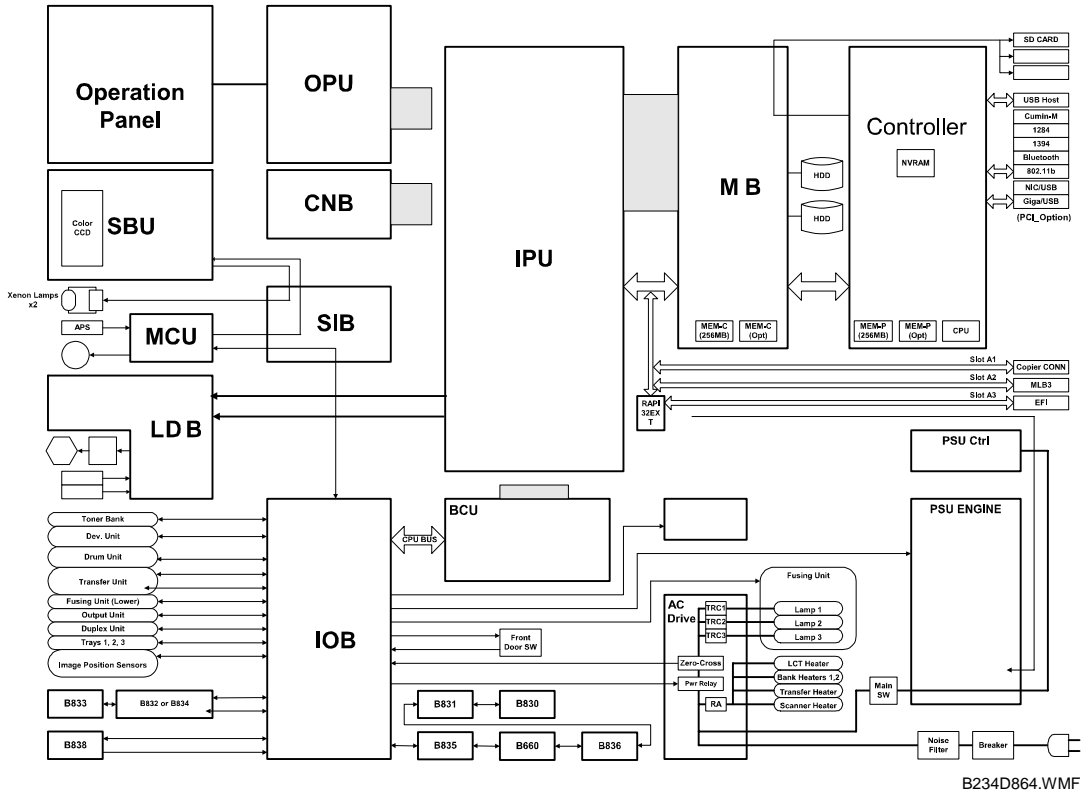 Operation
Panel
OPU
CNB
SBU
Color
CCD
Xenon Lamps
x2
APS
MCU
SIB
LDB
IPU
MB
HDD
HDD
MEM-C
(256MB)
MEM-C
(Opt)
Controller
NVRAM
MEM-P
(256MB)
MEM-P
(Opt)
CPU
SD CARD
USB Host
Cumin-M
1284
1394
Bluetooth
802.11b
NIC/USB
Giga/USB
(PCI_Option)
Slot A1
Copier CONN
Slot A2
MLB3
Slot A3
EFI
RAPI
32EX
T
PSU Ctrl
PSU ENGINE
BCU
CPU BUS
IOB
Toner Bank
Dev. Unit
Drum Unit
Transfer Unit
Fusing Unit (Lower)
Output Unit
Duplex Unit
Trays 1, 2, 3
Image Position Sensors
B833
B832 or B834
B838
B831
B830
B835
B660
B836
Front
Door SW
AC
Drive
TRC1
TRC2
TRC3
Zero-Cross
Pwr Relay
RA
Fusing Unit
Lamp 1
Lamp 2
Lamp 3
LCT Heater
Bank Heaters 1,2
Transfer Heater
Scanner Heater
Main
SW
Noise
Filter
Breaker
B234D864.WMF